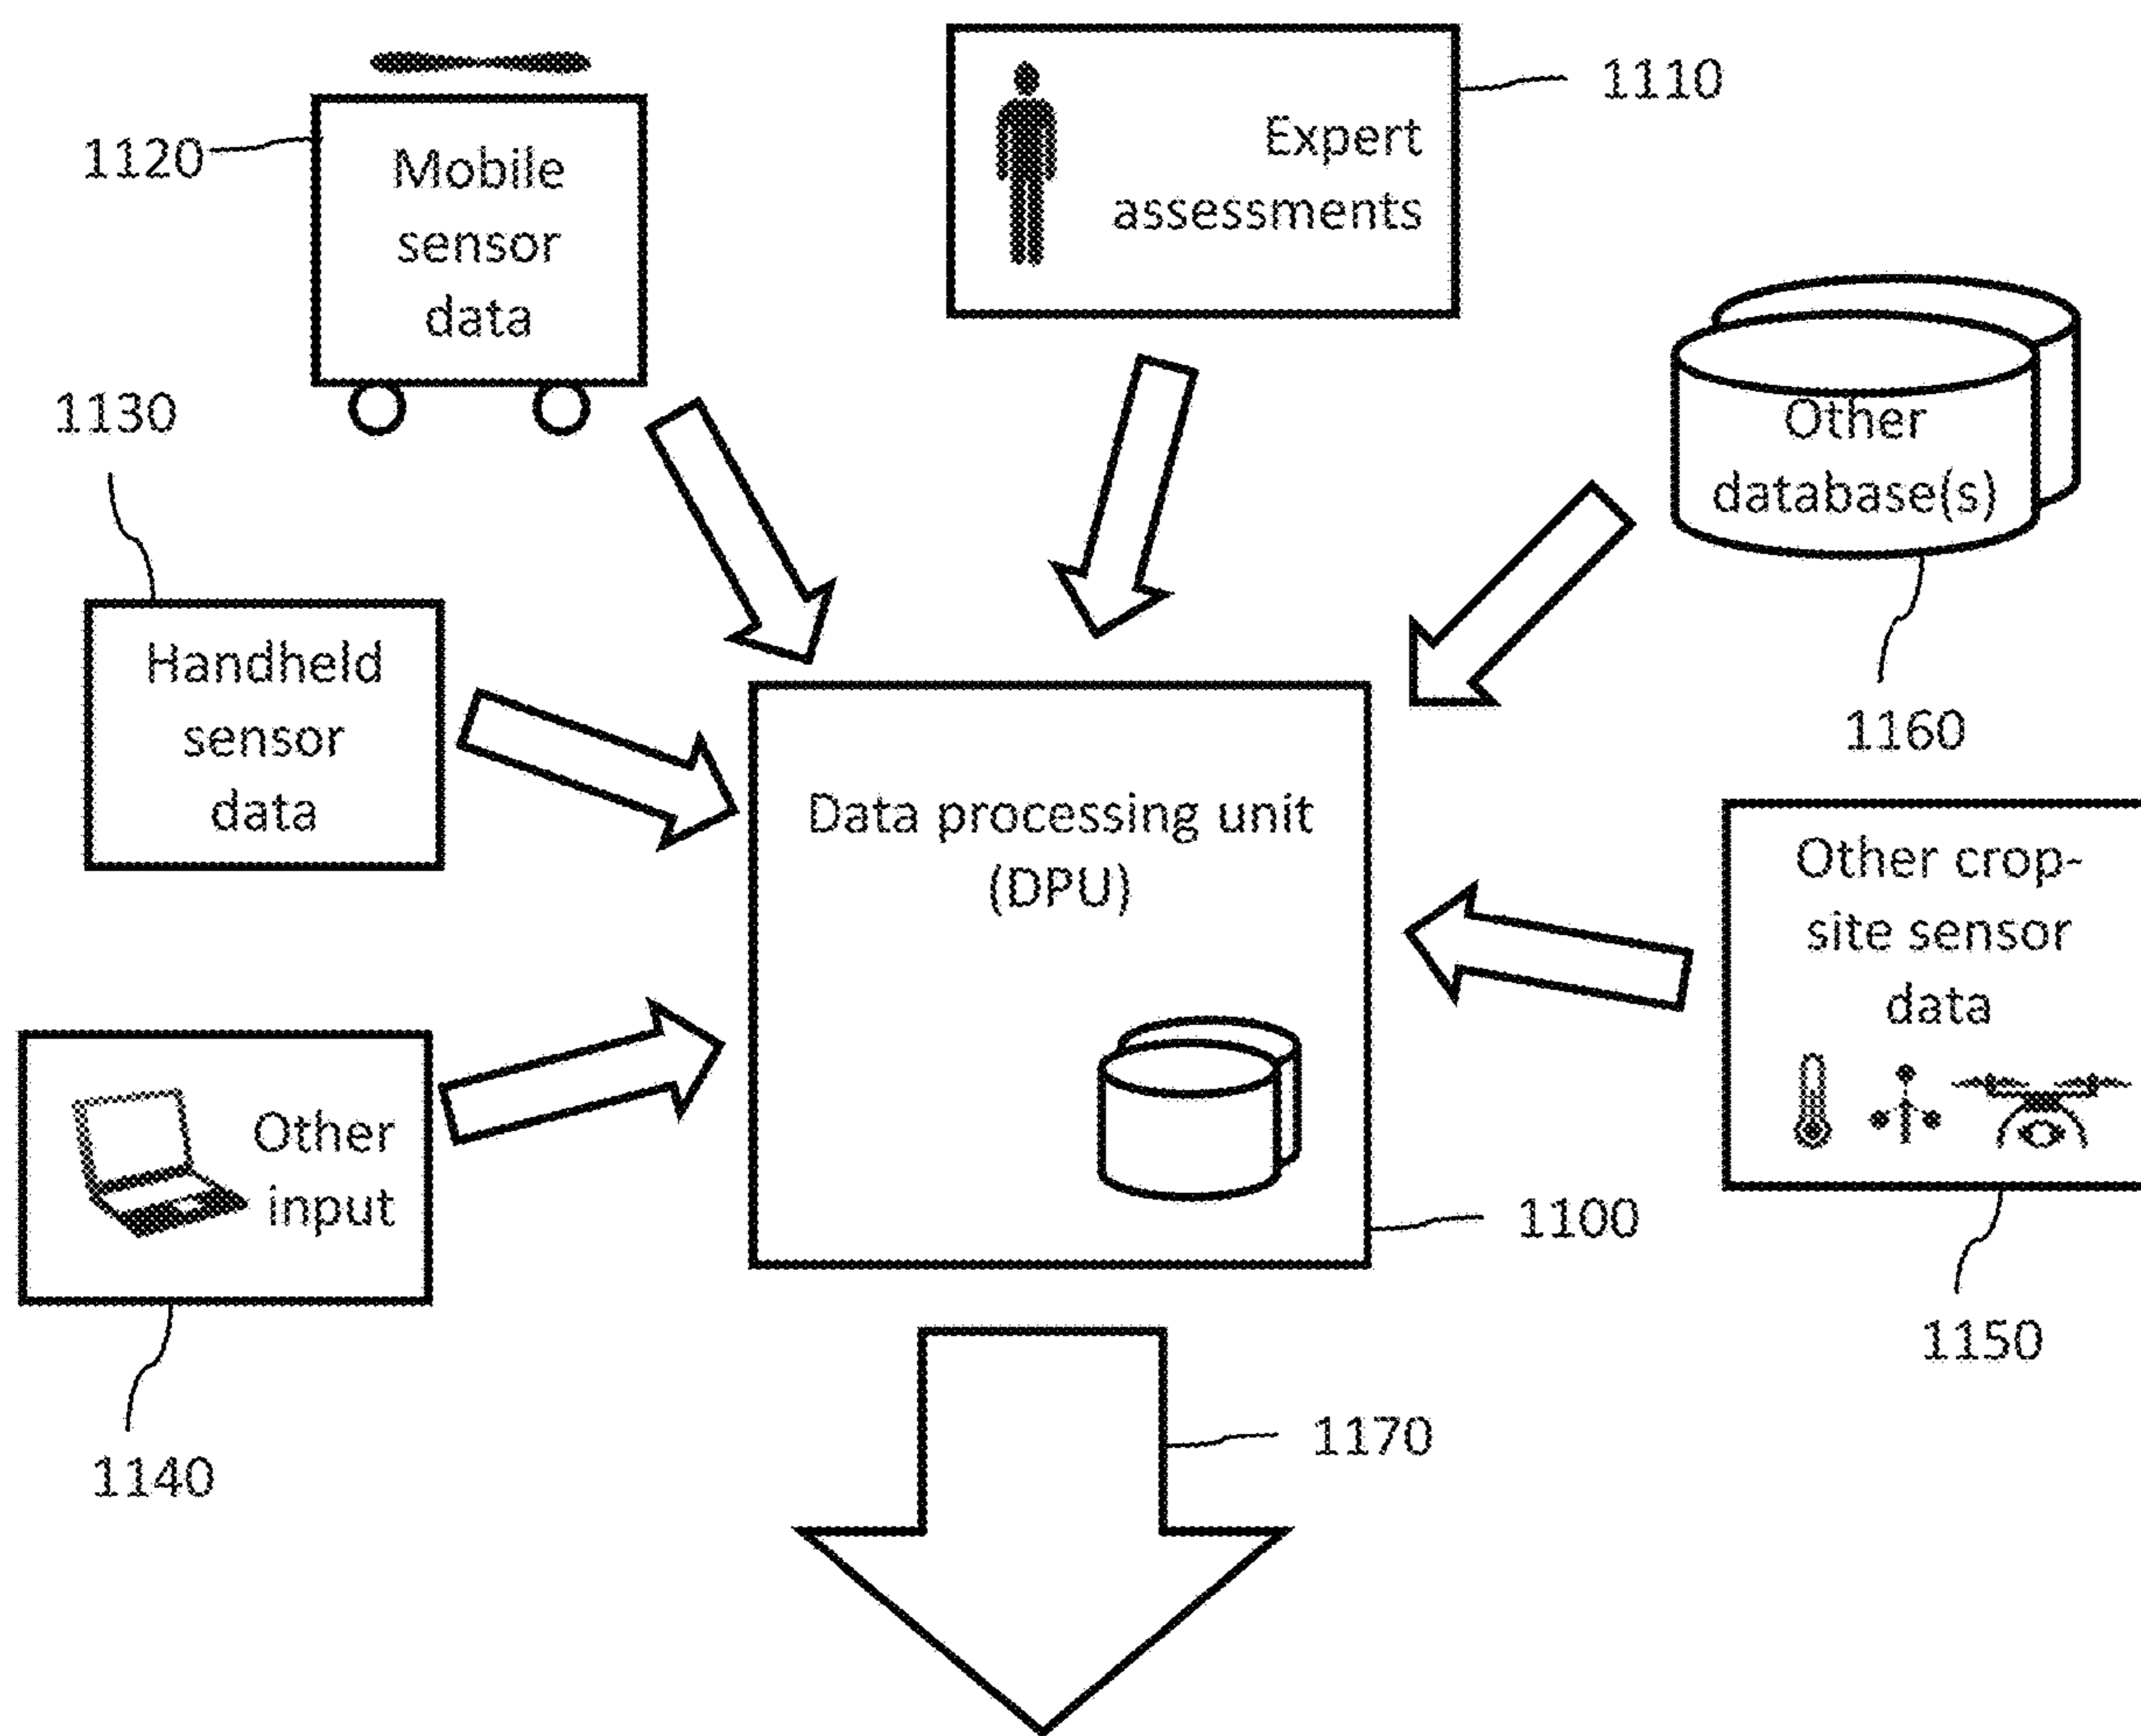 1110
Expert
assessments
1120
Mobile
sensor
data
Other
database(s)
1160
1130
Handheld
sensor
data
Data processing unit
(DPU)
Other crop-
site sensor
data
1150
Other
input
1140
1100
1170